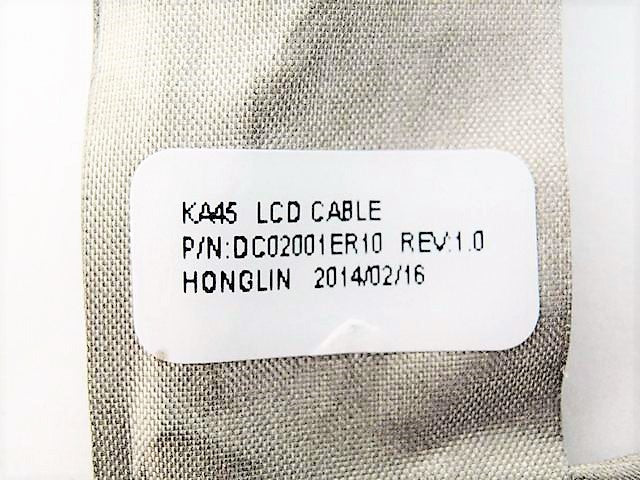 KA45 LCD CABLE
P/N:DC02001ER10 REV:1.0
HONGLIN 2014/02/16